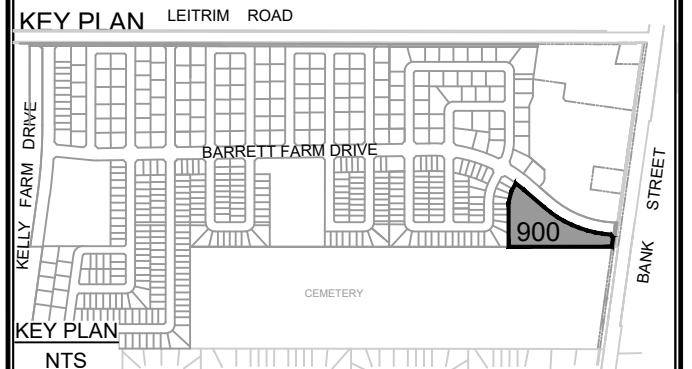 KEY PLAN
LEITRIM ROAD
KELLY FARM DRIVE
BARRETT FARM DRIVE
BANK STREET
900
CEMETERY
KEY PLAN
NTS